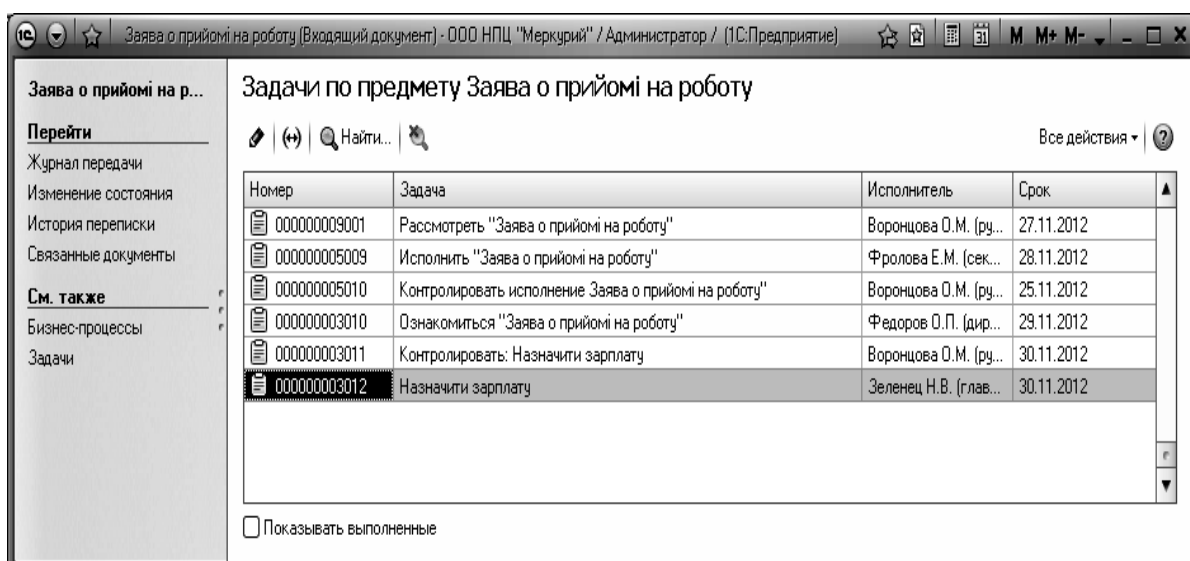 1С Заява о прийомі на роботу (Входящий документ) - ООО НПЦ "Меркурий" / Администратор / (1С:Предприятие) 31 M M+ M-
Заява о прийомі на р...
Перейти
Журнал передачи
Изменение состояния
История переписки
Связанные документы
См. также
Бизнес-процессы
Задачи
Задачи по предмету Заява о прийомі на роботу
Найти... Все действия ?
Номер Задача Исполнитель Срок
000000009001 Рассмотреть "Заява о прийомі на роботу" Воронцова О.М. (ру... 27.11.2012
000000005009 Исполнить "Заява о прийомі на роботу" Фролова Е.М. (сек... 28.11.2012
000000005010 Контролировать исполнение Заява о прийомі на роботу" Воронцова О.М. (ру... 25.11.2012
000000003010 Ознакомиться "Заява о прийомі на роботу" Федоров О.П. (дир... 29.11.2012
000000003011 Контролировать: Назначити зарплату Воронцова О.М. (ру... 30.11.2012
000000003012 Назначити зарплату Зеленец Н.В. (глав... 30.11.2012
Показывать выполненные